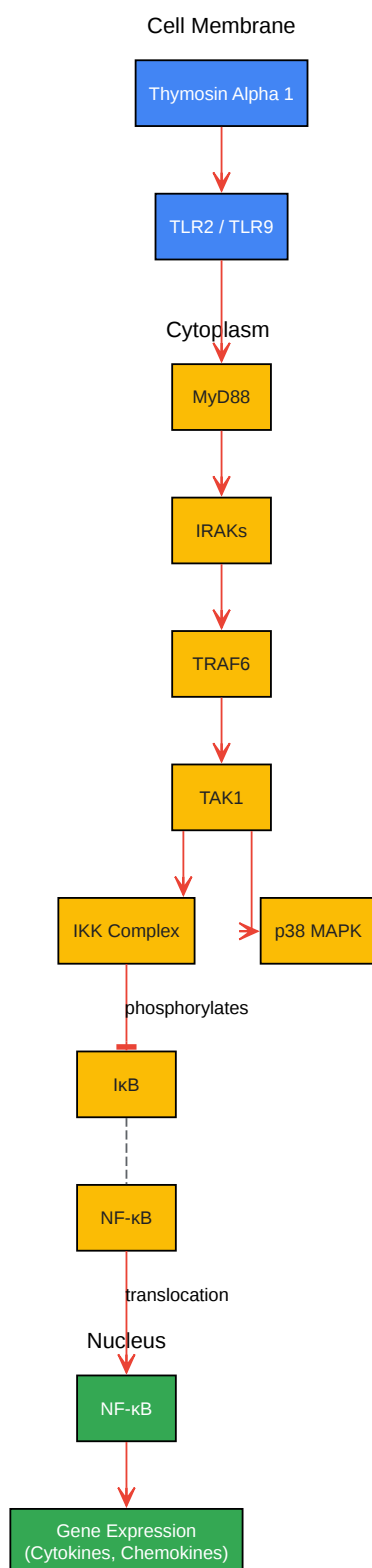 Cell Membrane
Thymosin Alpha 1
TLR2 / TLR9
Cytoplasm
MyD88
IRAKs
TRAF6
TAK1
IKK Complex
p38 MAPK
phosphorylates
IκB
NF-κB
translocation
Nucleus
NF-κB
Gene Expression
(Cytokines, Chemokines)